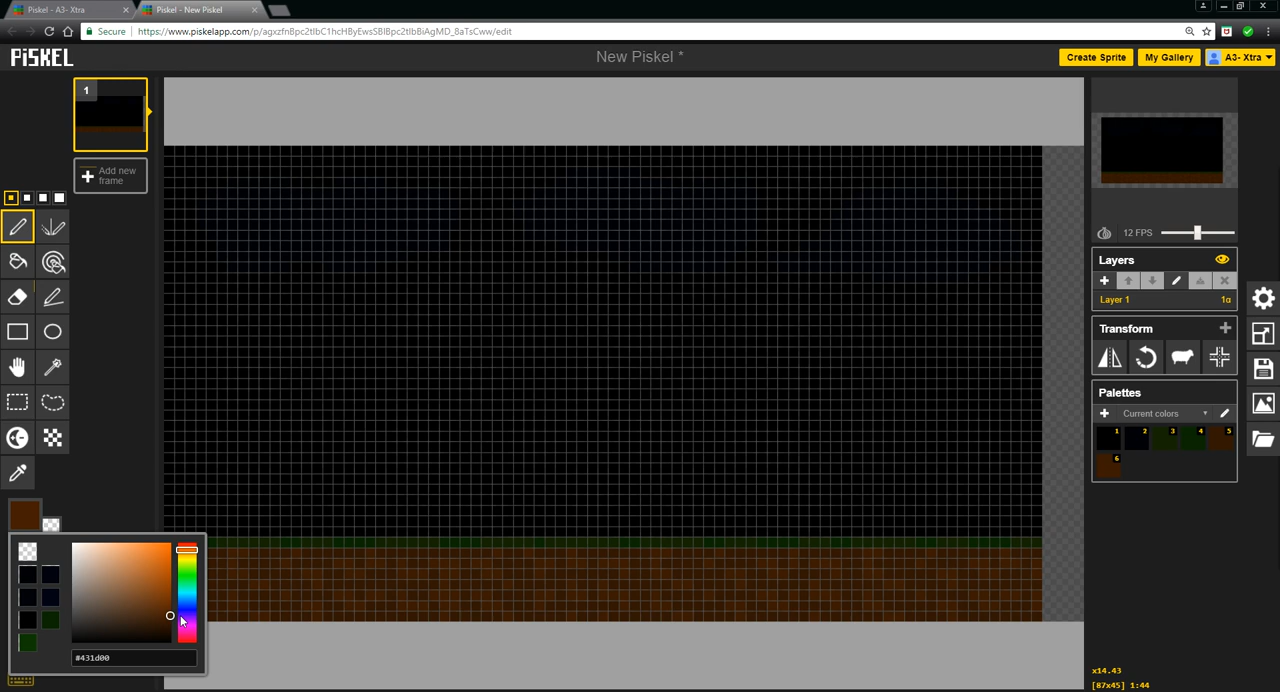 Piskel - A3- Xtra
Piskel - New Piskel
Secure
https://www.piskelapp.com/p/agxzfnBpc2tlbC1hcHByEwsSBlBpc2tlbBiAgMD_8aTsCww/edit
PiSKEL
New Piskel *
Create Sprite
My Gallery
A3- Xtra
1
Add new
frame
12 FPS
Layers
Layer 1
1α
Transform
Palettes
Current colors
1
2
3
4
5
6
#431d00
x14.43
[87x45] 1:44